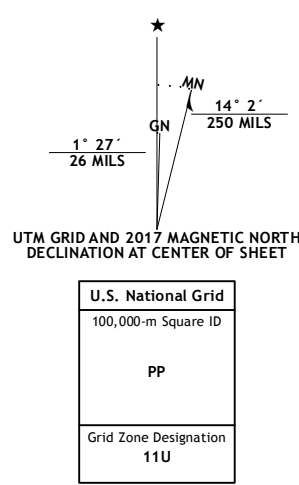 MN
14° 2´
250 MILS
GN
1° 27´
26 MILS
UTM GRID AND 2017 MAGNETIC NORTH
DECLINATION AT CENTER OF SHEET
U.S. National Grid
100,000-m Square ID
PP
Grid Zone Designation
11U